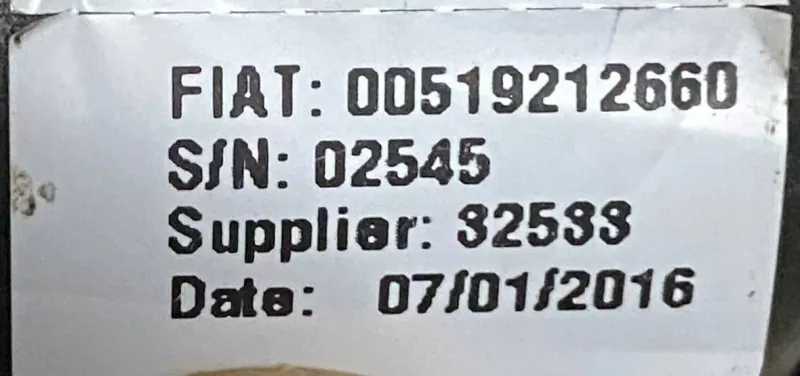 FIAT: 00519212660
S/N: 02545
Supplier: 32533
Date: 07/01/2016